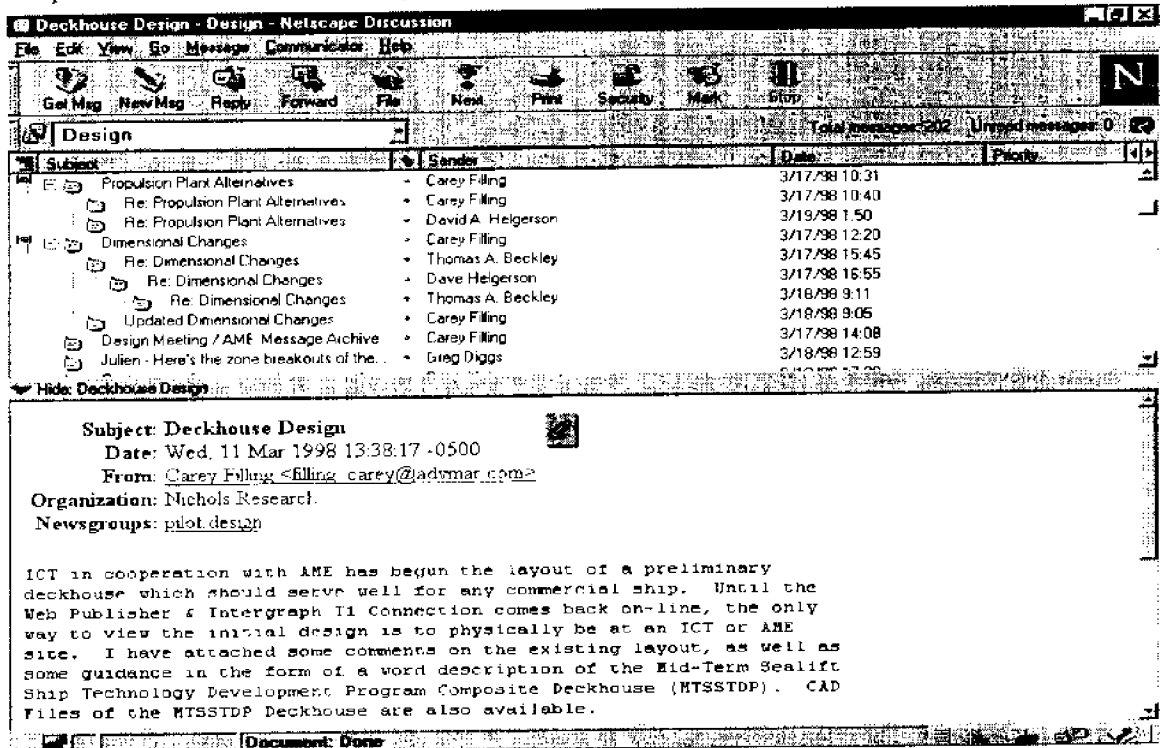 Deckhouse Design - Design - Netscape Discussion
File Edit View Go Message Communicator Help
Get Msg New Msg Reply Forward File Next Print Security Mark Stop
N
Design Total messages: 202 Unread messages: 0
Subject Sender Date Priority
Propulsion Plant Alternatives Carey Filling 3/17/98 10:31
Re: Propulsion Plant Alternatives Carey Filling 3/17/98 10:40
Re: Propulsion Plant Alternatives David A. Helgerson 3/19/98 1:50
Dimensional Changes Carey Filling 3/17/98 12:20
Re: Dimensional Changes Thomas A. Beckley 3/17/98 15:45
Re: Dimensional Changes Dave Helgerson 3/17/98 16:55
Re: Dimensional Changes Thomas A. Beckley 3/18/98 9:11
Updated Dimensional Changes Carey Filling 3/18/98 9:05
Design Meeting / AME Message Archive Carey Filling 3/17/98 14:08
Julien - Here's the zone breakouts of the... Greg Diggs 3/18/98 12:59
Hide: Deckhouse Design
Subject: Deckhouse Design
Date: Wed, 11 Mar 1998 13:38:17 -0500
From: Carey Filling <filling_carey@advmar.com>
Organization: Nichols Research
Newsgroups: pilot.design
ICT in cooperation with AME has begun the layout of a preliminary
deckhouse which should serve well for any commercial ship. Until the
Web Publisher & Intergraph T1 Connection comes back on-line, the only
way to view the initial design is to physically be at an ICT or AME
site. I have attached some comments on the existing layout, as well as
some guidance in the form of a word description of the Mid-Term Sealift
Ship Technology Development Program Composite Deckhouse (MTSSTDP). CAD
Files of the MTSSTDP Deckhouse are also available.
Document: Done